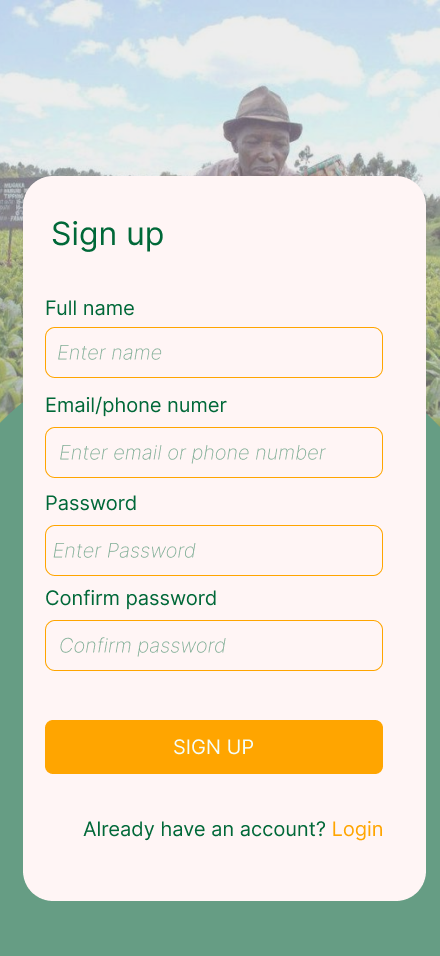 Sign up
Full name
Enter name
Email/phone numer
Enter email or phone number
Password
Enter Password
Confirm password
Confirm password
SIGN UP
Already have an account? Login